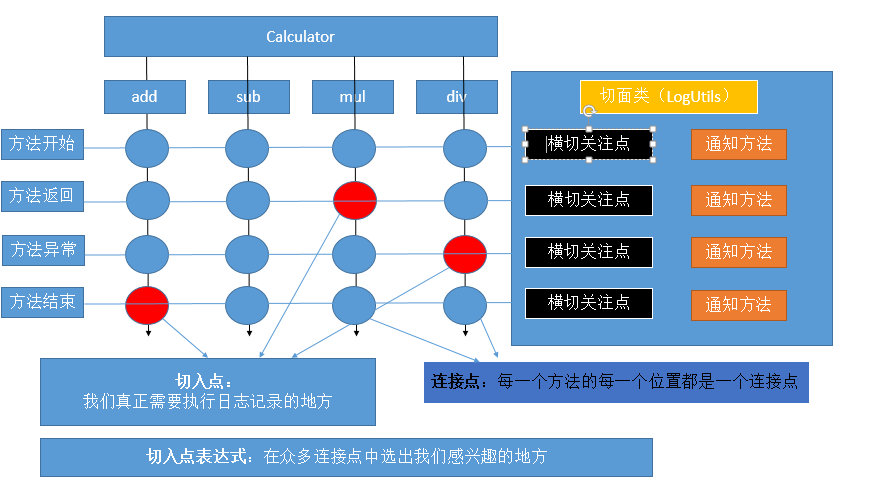 Calculator
add
sub
mul
div
切面类（LogUtils）
方法开始
横切关注点
通知方法
方法返回
横切关注点
通知方法
方法异常
横切关注点
通知方法
方法结束
横切关注点
通知方法
切入点：
我们真正需要执行日志记录的地方
连接点：每一个方法的每一个位置都是一个连接点
切入点表达式：在众多连接点中选出我们感兴趣的地方